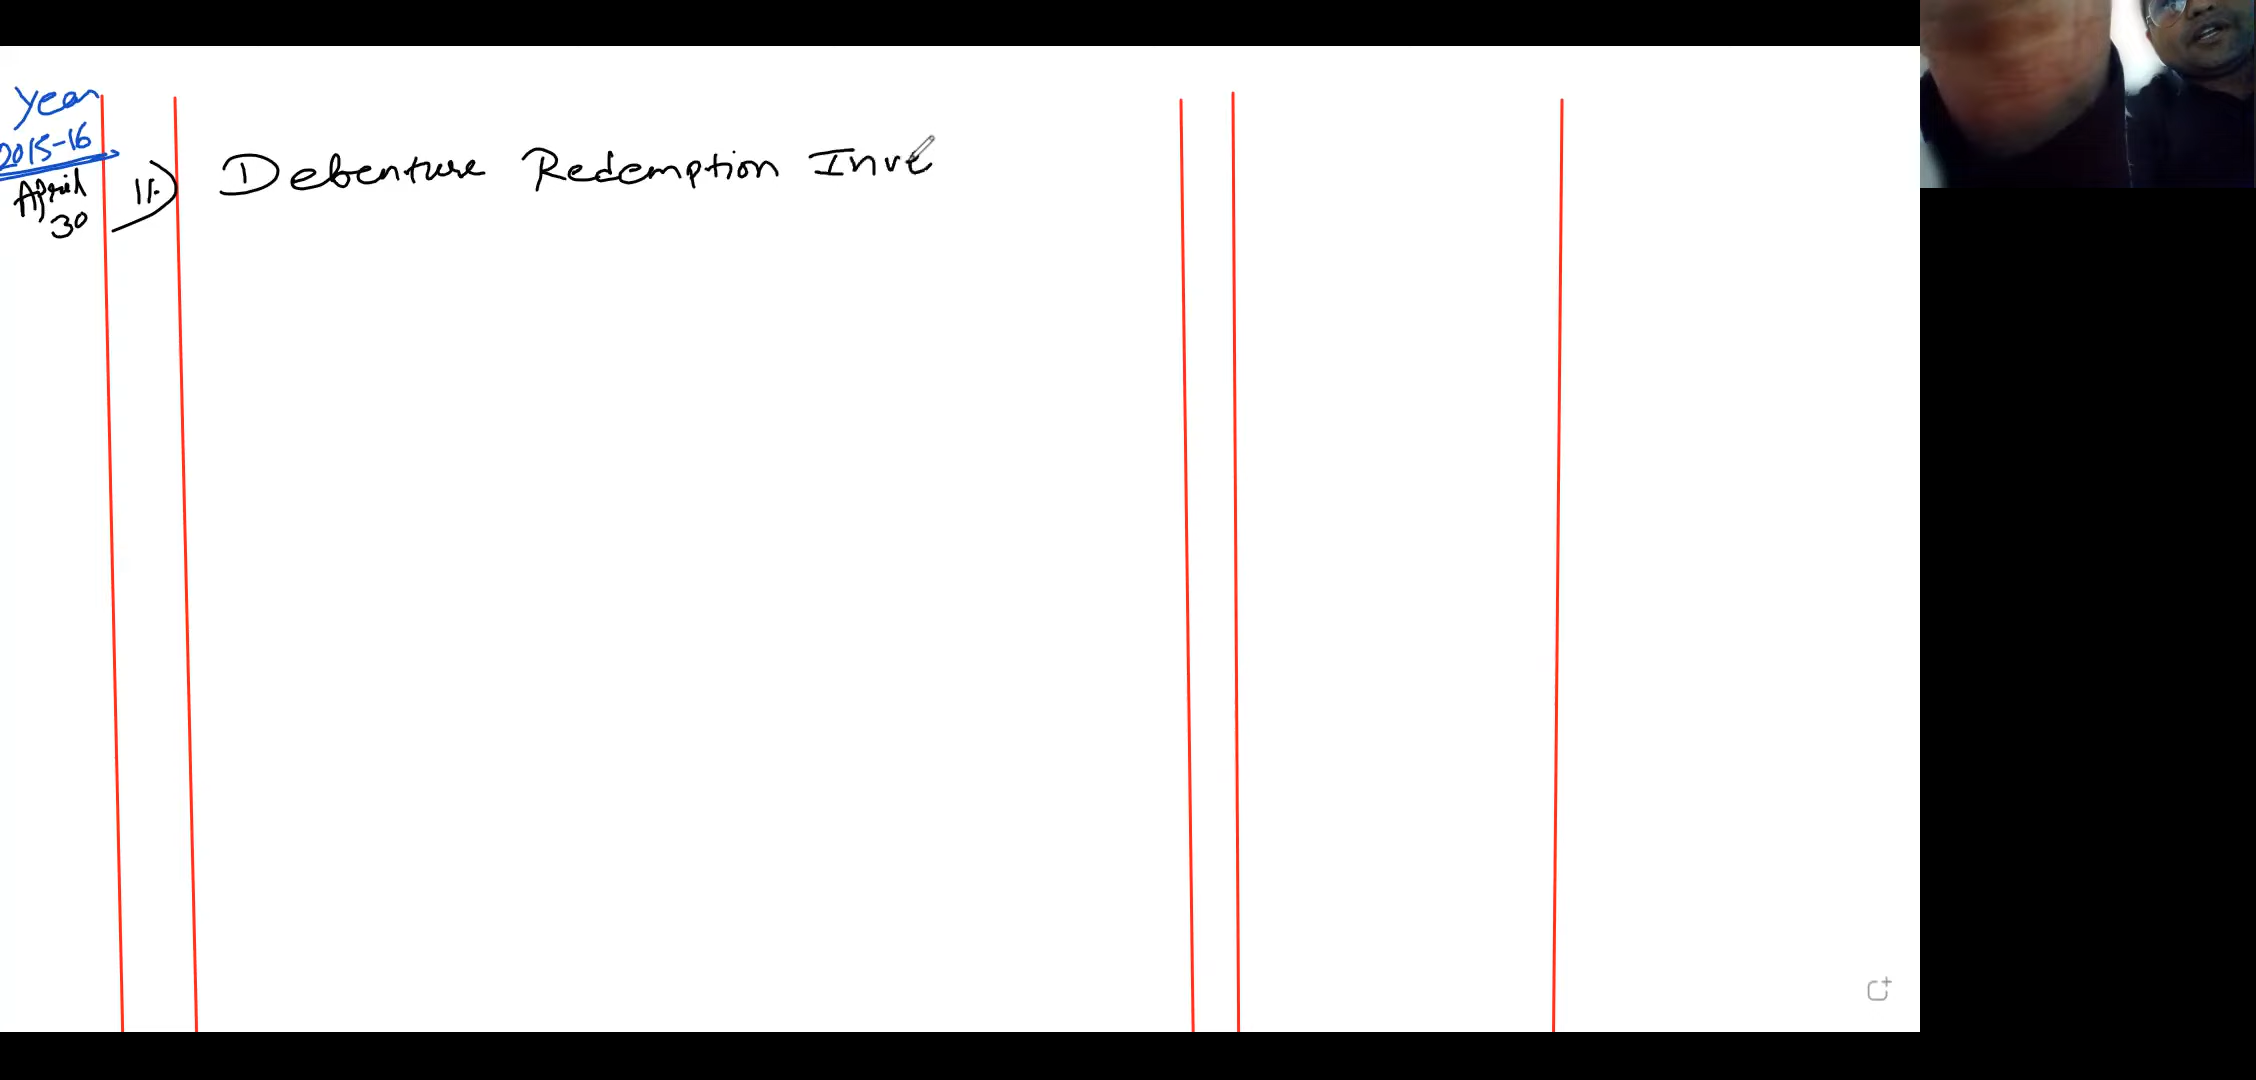 Year
2015-16
April
30
11.) Debenture Redemption Inve